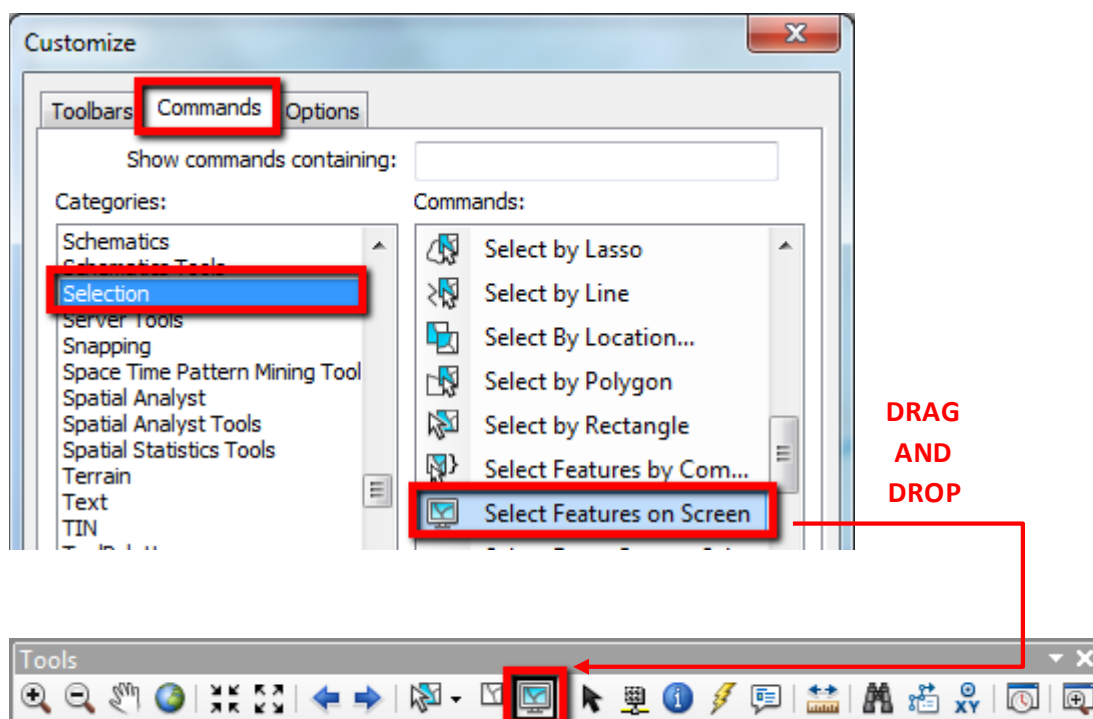 Customize
Toolbars Commands Options
Show commands containing:
Categories:
Schematics
Schematics Tools
Selection
Server Tools
Snapping
Space Time Pattern Mining Tool
Spatial Analyst
Spatial Analyst Tools
Spatial Statistics Tools
Terrain
Text
TIN
Commands:
Select by Lasso
Select by Line
Select By Location...
Select by Polygon
Select by Rectangle
Select Features by Com...
Select Features on Screen
DRAG
AND
DROP
Tools
XY